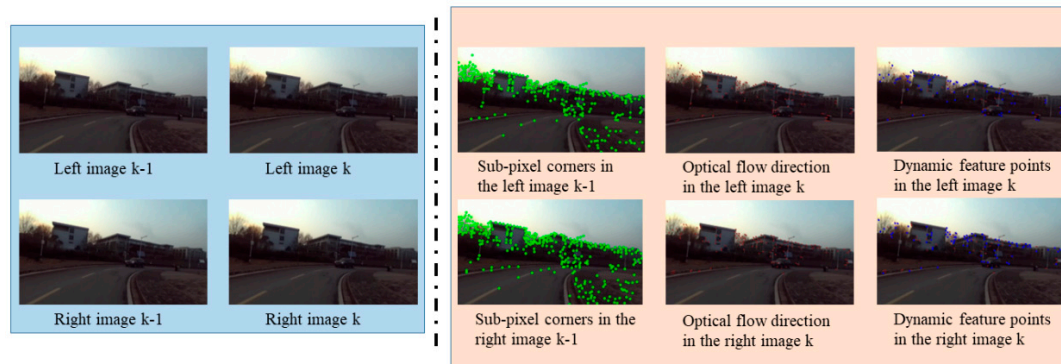 Left image k-1
Left image k
Right image k-1
Right image k
Sub-pixel corners in
the left image k-1
Optical flow direction
in the left image k
Dynamic feature points
in the left image k
Sub-pixel corners in the
right image k-1
Optical flow direction
in the right image k
Dynamic feature points
in the right image k